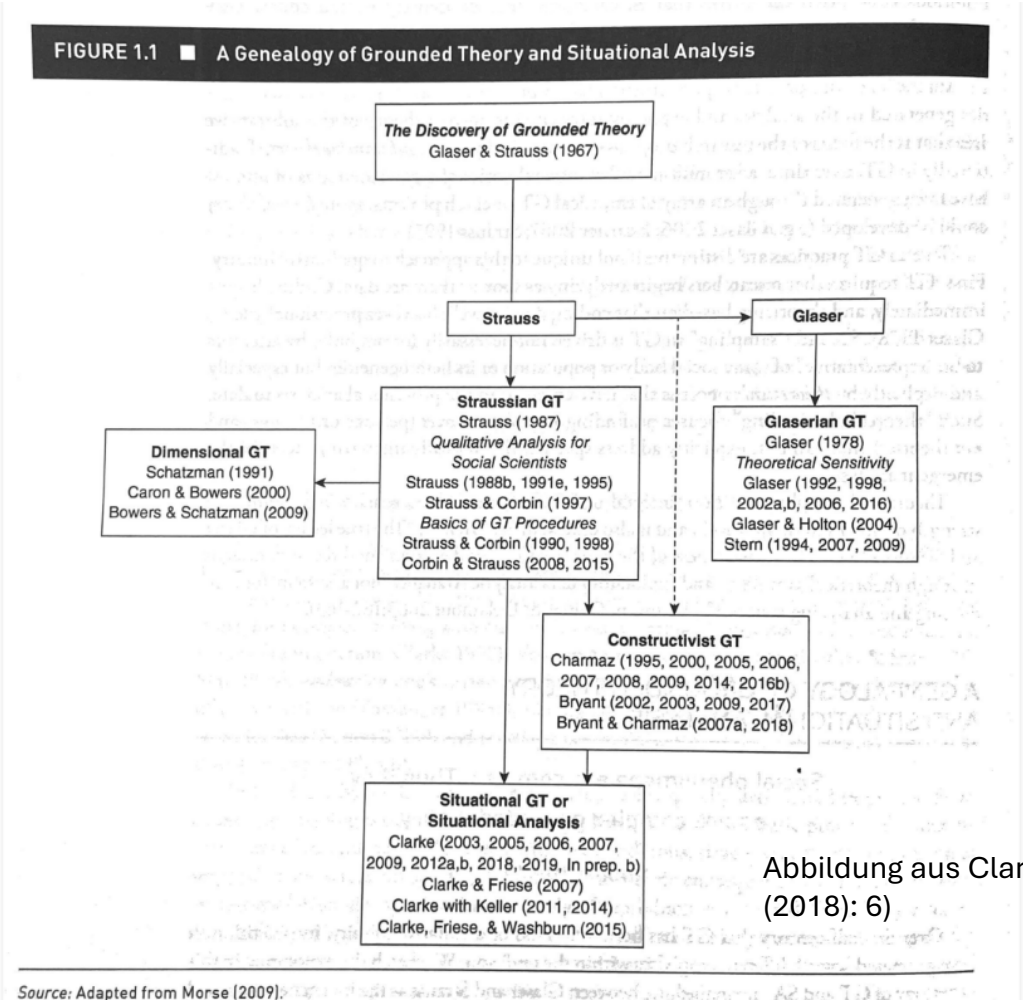 FIGURE 1.1 ■ A Genealogy of Grounded Theory and Situational Analysis
The Discovery of Grounded Theory
Glaser & Strauss (1967)
Strauss
Glaser
Straussian GT
Strauss (1987)
Qualitative Analysis for
Social Scientists
Strauss (1988b, 1991e, 1995)
Strauss & Corbin (1997)
Basics of GT Procedures
Strauss & Corbin (1990, 1998)
Corbin & Strauss (2008, 2015)
Dimensional GT
Schatzman (1991)
Caron & Bowers (2000)
Bowers & Schatzman (2009)
Glaserian GT
Glaser (1978)
Theoretical Sensitivity
Glaser (1992, 1998,
2002a,b, 2006, 2016)
Glaser & Holton (2004)
Stern (1994, 2007, 2009)
Constructivist GT
Charmaz (1995, 2000, 2005, 2006,
2007, 2008, 2009, 2014, 2016b)
Bryant (2002, 2003, 2009, 2017)
Bryant & Charmaz (2007a, 2018)
Situational GT or
Situational Analysis
Clarke (2003, 2005, 2006, 2007,
2009, 2012a,b, 2018, 2019, In prep. b)
Clarke & Friese (2007)
Clarke with Keller (2011, 2014)
Clarke, Friese, & Washburn (2015)
Abbildung aus Clar
(2018): 6)
Source: Adapted from Morse (2009).